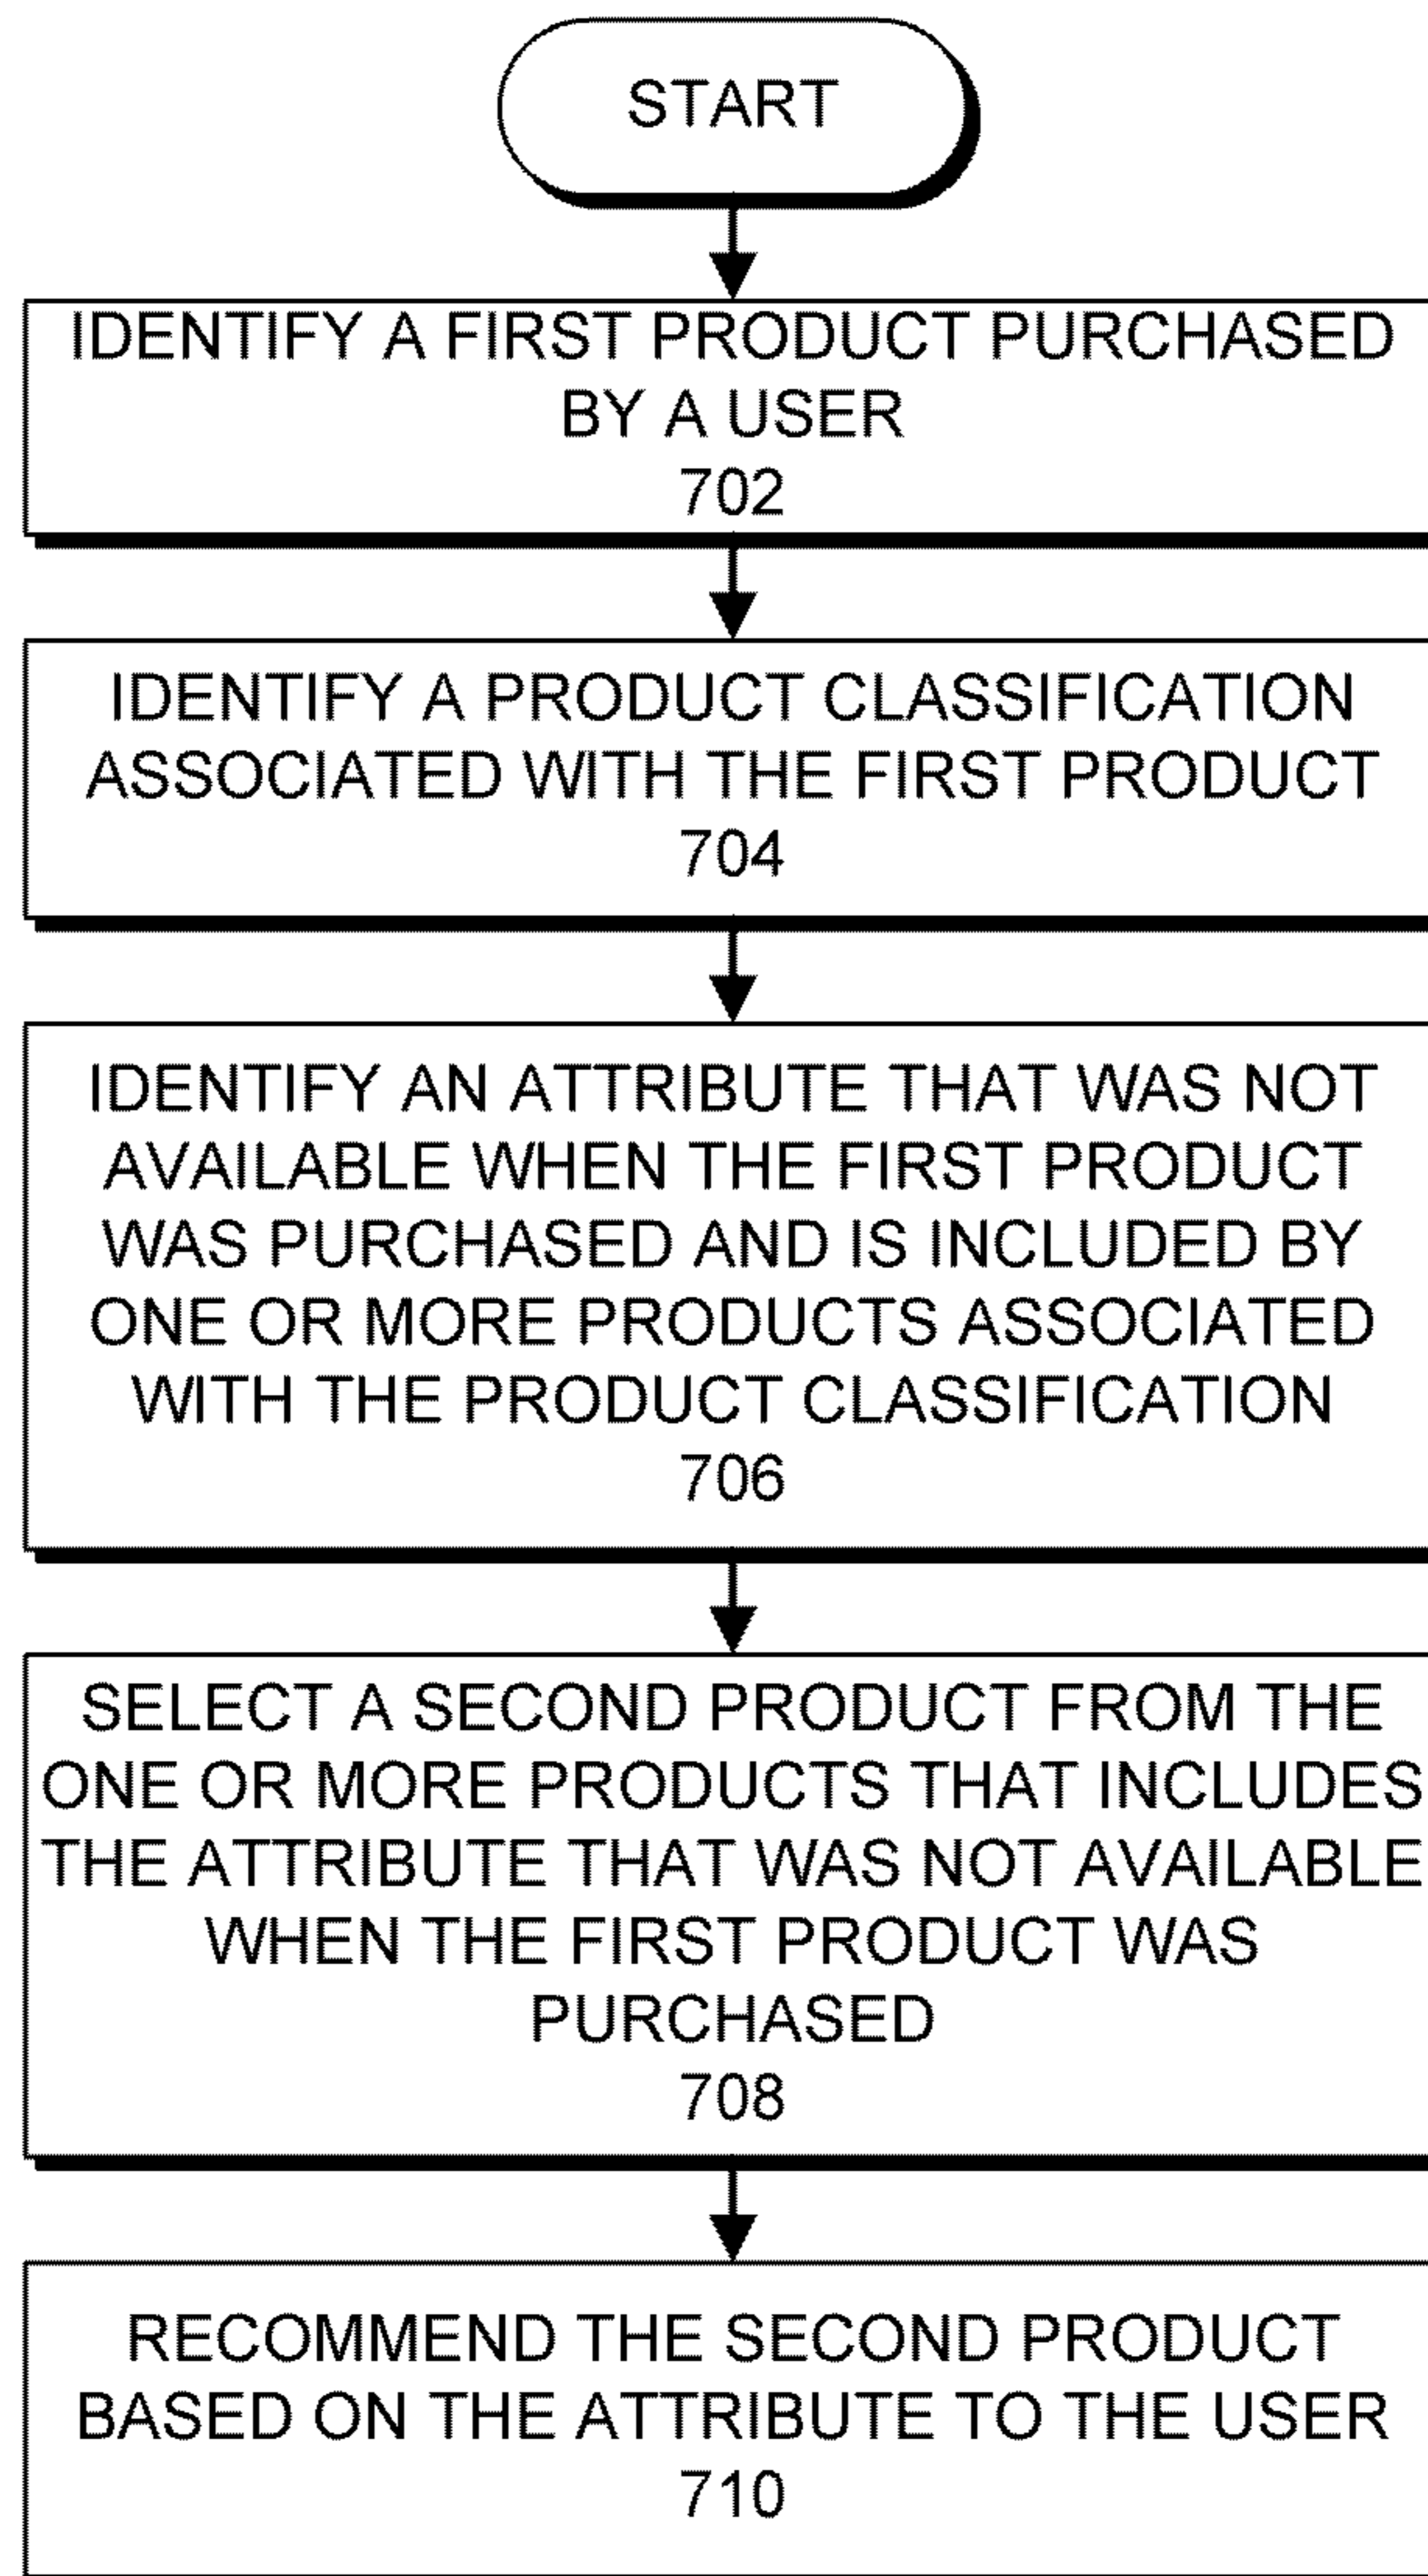 START
IDENTIFY A FIRST PRODUCT PURCHASED
BY A USER
702
IDENTIFY A PRODUCT CLASSIFICATION
ASSOCIATED WITH THE FIRST PRODUCT
704
IDENTIFY AN ATTRIBUTE THAT WAS NOT
AVAILABLE WHEN THE FIRST PRODUCT
WAS PURCHASED AND IS INCLUDED BY
ONE OR MORE PRODUCTS ASSOCIATED
WITH THE PRODUCT CLASSIFICATION
706
SELECT A SECOND PRODUCT FROM THE
ONE OR MORE PRODUCTS THAT INCLUDES
THE ATTRIBUTE THAT WAS NOT AVAILABLE
WHEN THE FIRST PRODUCT WAS
PURCHASED
708
RECOMMEND THE SECOND PRODUCT
BASED ON THE ATTRIBUTE TO THE USER
710